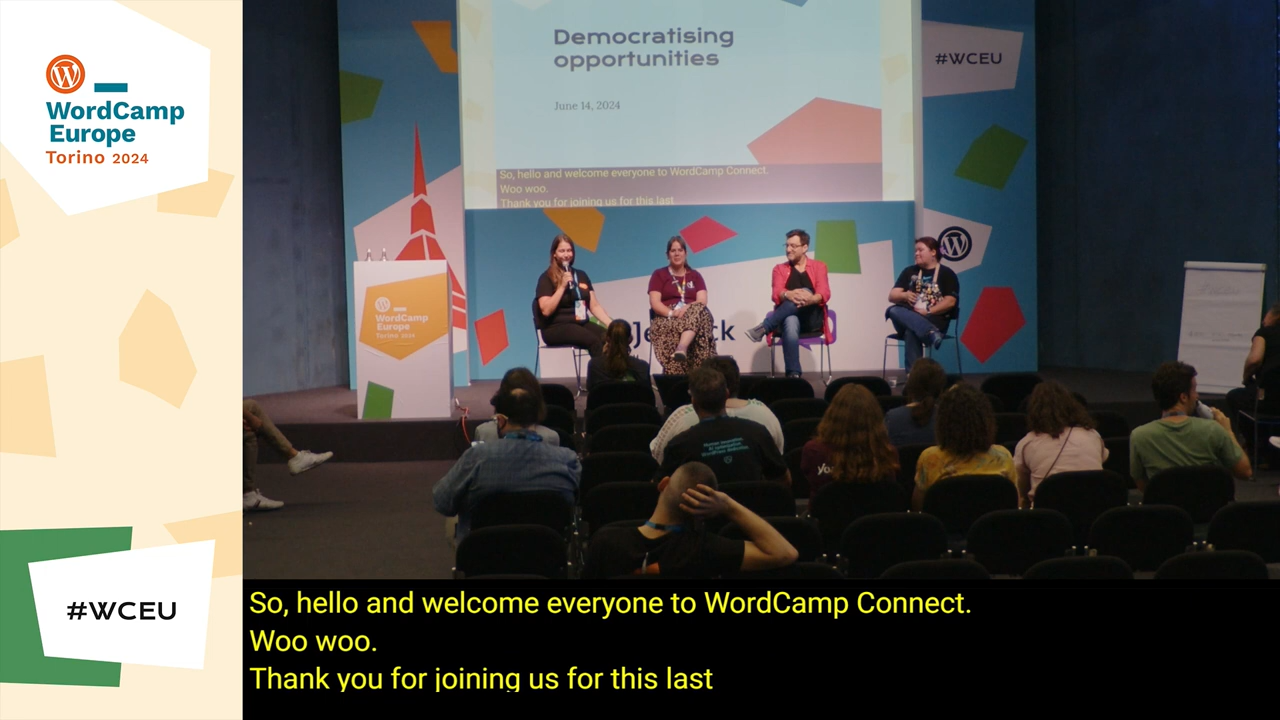 WordCamp
Europe
Torino 2024
#WCEU
Democratising
opportunities
June 14, 2024
So, hello and welcome everyone to WordCamp Connect.
Woo woo.
Thank you for joining us for this last
#WCEU
WordCamp
Europe
Torino 2024
So, hello and welcome everyone to WordCamp Connect.
Woo woo.
Thank you for joining us for this last